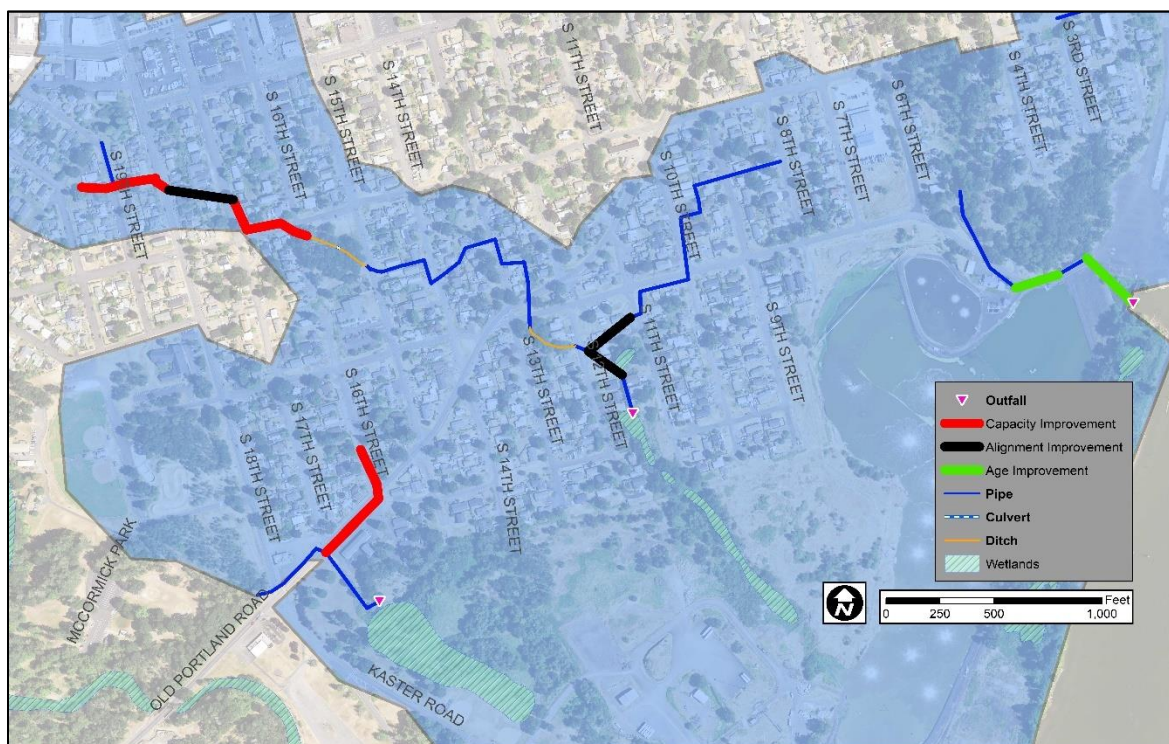 S 11TH STREET
S 14TH STREET
S 15TH STREET
S 16TH STREET
S 19TH STREET
S 3RD STREET
S 4TH STREET
S 6TH STREET
S 7TH STREET
S 8TH STREET
S 10TH STREET
S 9TH STREET
S 11TH STREET
S 12TH STREET
S 13TH STREET
S 14TH STREET
S 16TH STREET
S 17TH STREET
S 18TH STREET
MCCORMICK PARK
OLD PORTLAND ROAD
KASTER ROAD
Outfall
Capacity Improvement
Alignment Improvement
Age Improvement
Pipe
Culvert
Ditch
Wetlands
N
Feet
0 250 500 1,000